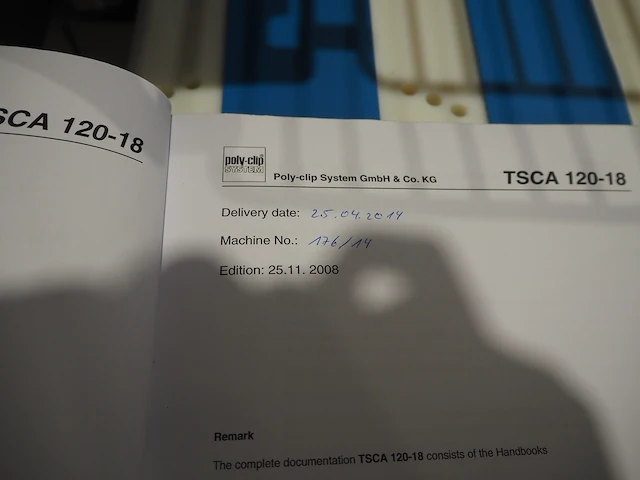 SCA 120-18
poly-clip
SYSTEM
Poly-clip System GmbH & Co. KG
TSCA 120-18
Delivery date: 25.04.2014
Machine No.: 176/14
Edition: 25.11. 2008
Remark
The complete documentation TSCA 120-18 consists of the Handbooks